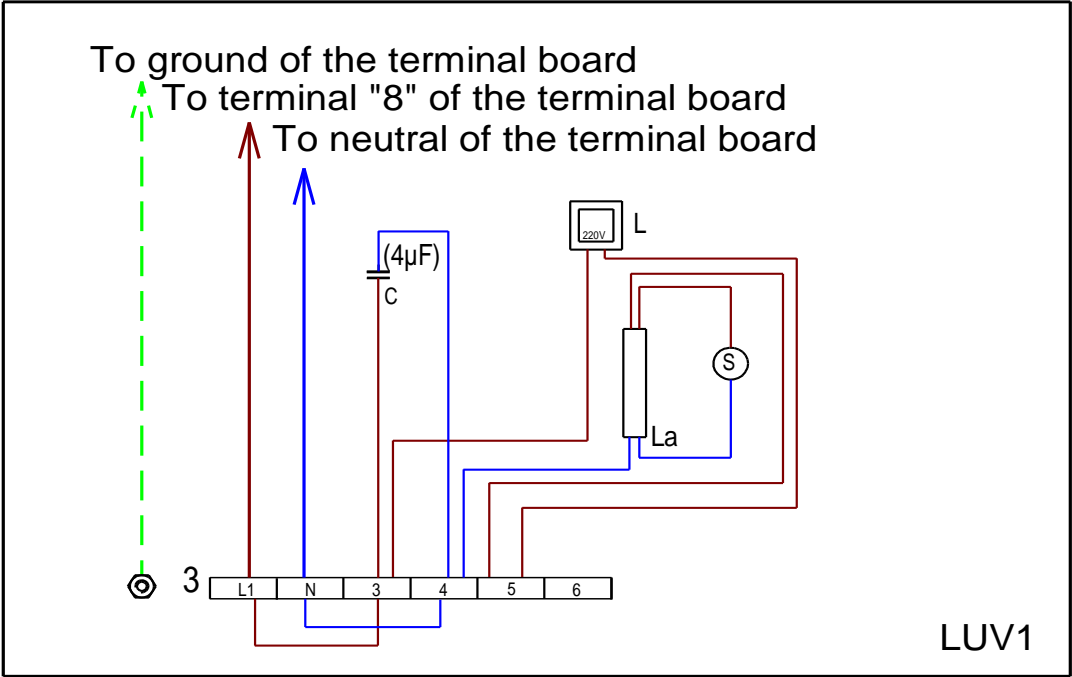 To ground of the terminal board
To terminal "8" of the terminal board
To neutral of the terminal board
220V
L
(4µF)
C
S
La
3
L1
N
3
4
5
6
LUV1